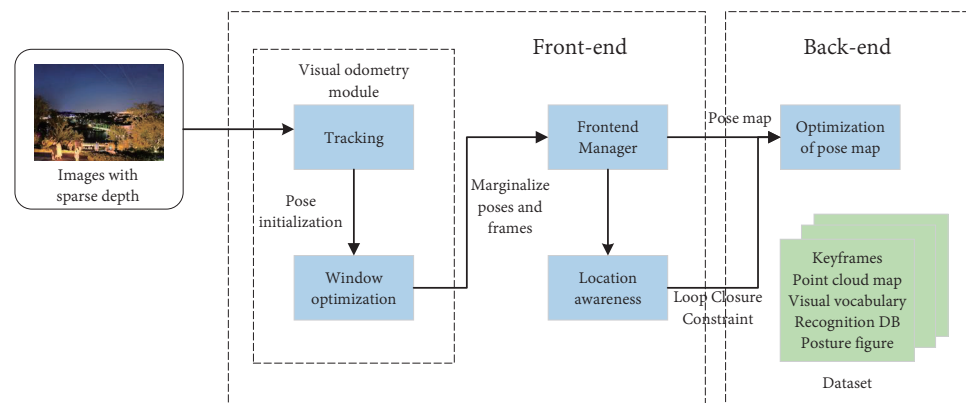 Front-end
Back-end
Visual odometry
module
Images with
sparse depth
Tracking
Pose
initialization
Window
optimization
Marginalize
poses and
frames
Frontend
Manager
Location
awareness
Pose map
Loop Closure
Constraint
Optimization
of pose map
Keyframes
Point cloud map
Visual vocabulary
Recognition DB
Posture figure
Dataset